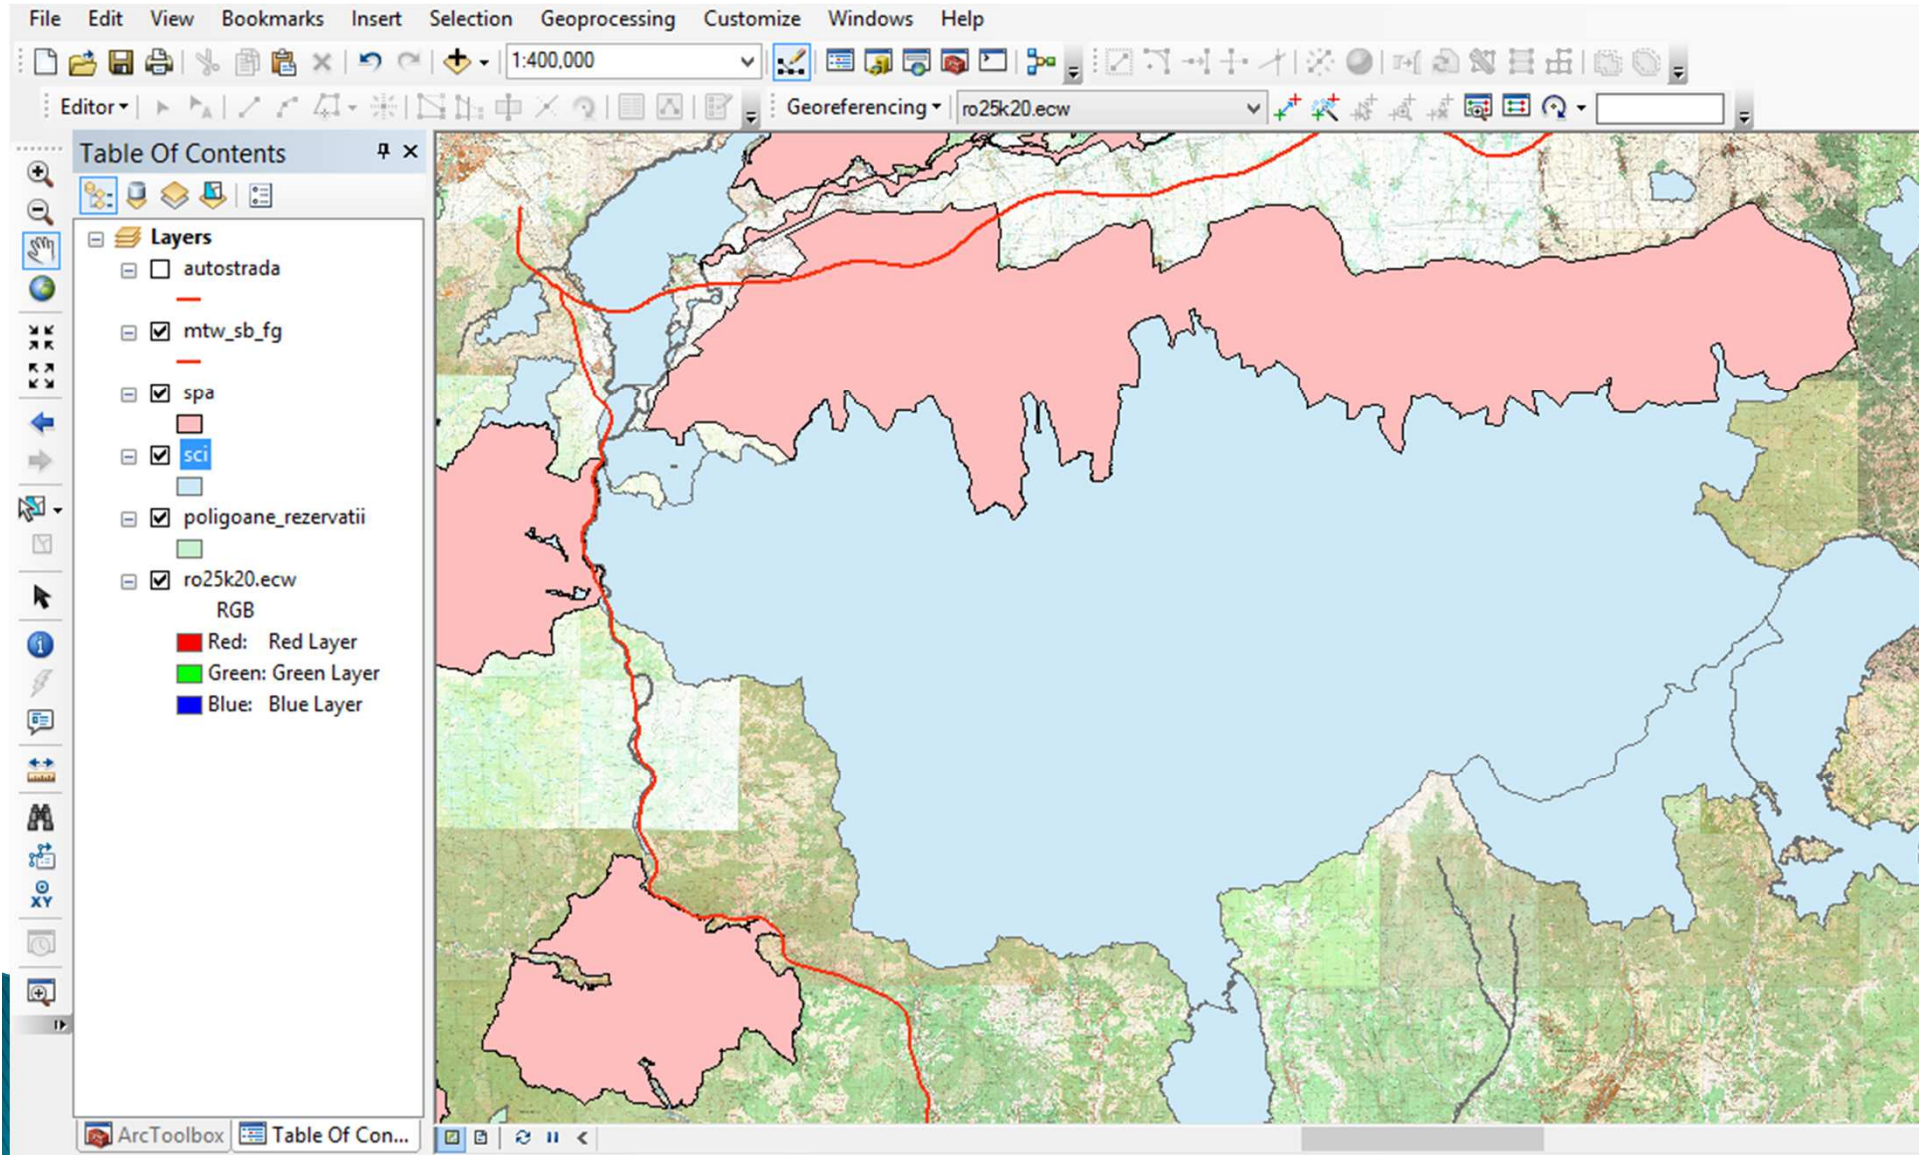 File Edit View Bookmarks Insert Selection Geoprocessing Customize Windows Help
1:400,000
Editor Georeferencing ro25k20.ecw
Table Of Contents
Layers
autostrada
mtw_sb_fg
spa
sci
poligoane_rezervatii
ro25k20.ecw
RGB
Red: Red Layer
Green: Green Layer
Blue: Blue Layer
XY
ArcToolbox Table Of Con...